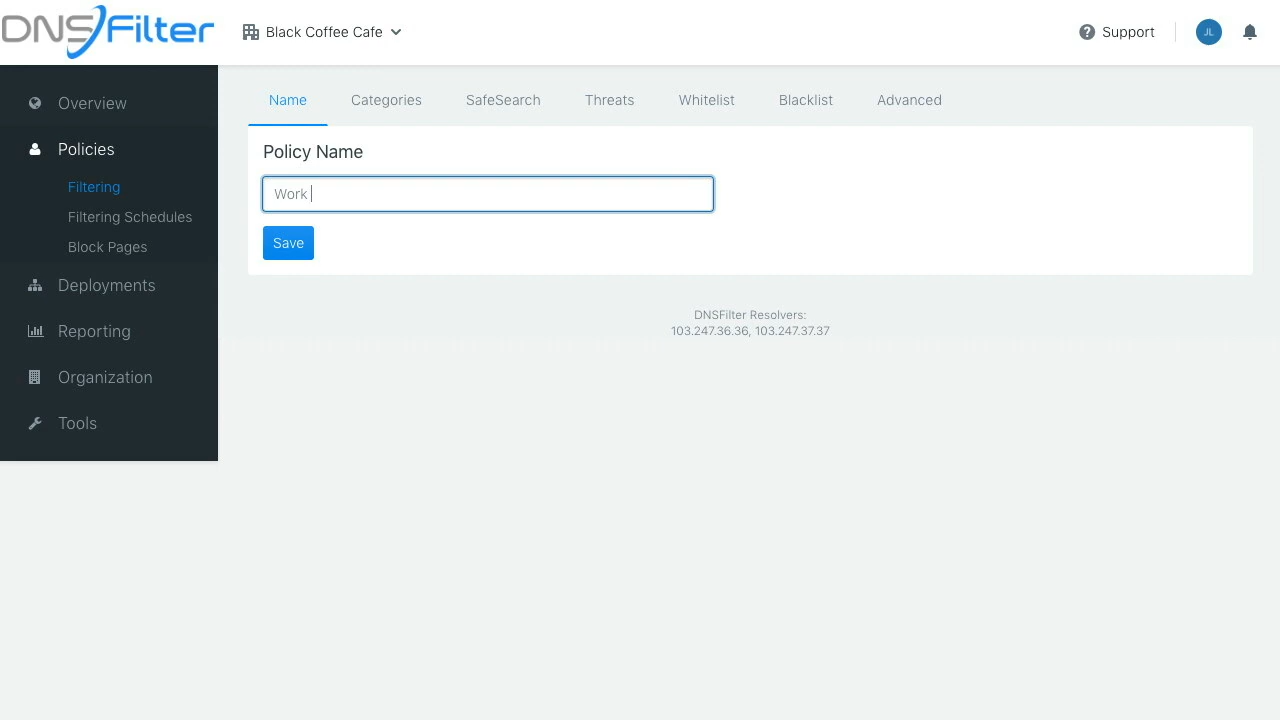 DNSFilter
Black Coffee Cafe
Support
JL
Overview
Policies
Filtering
Filtering Schedules
Block Pages
Deployments
Reporting
Organization
Tools
Name Categories SafeSearch Threats Whitelist Blacklist Advanced
Policy Name
Work
Save
DNSFilter Resolvers:
103.247.36.36, 103.247.37.37